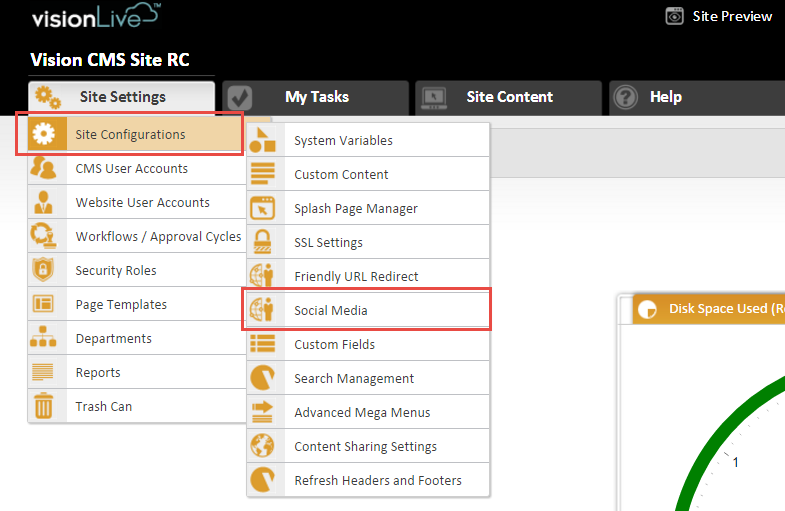 visionLive™
Site Preview
Vision CMS Site RC
Site Settings
My Tasks
Site Content
Help
Site Configurations
CMS User Accounts
Website User Accounts
Workflows / Approval Cycles
Security Roles
Page Templates
Departments
Reports
Trash Can
System Variables
Custom Content
Splash Page Manager
SSL Settings
Friendly URL Redirect
Social Media
Custom Fields
Search Management
Advanced Mega Menus
Content Sharing Settings
Refresh Headers and Footers
Disk Space Used (R
1